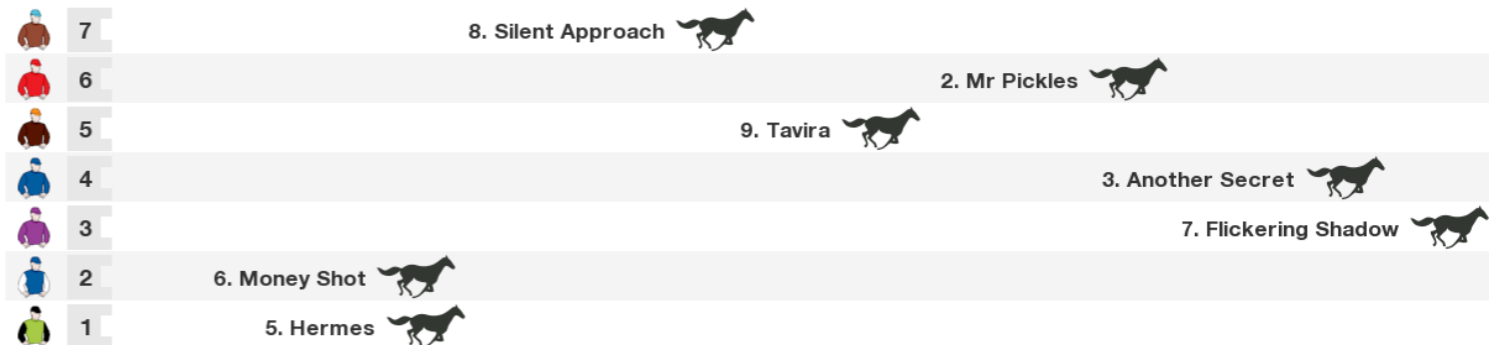 7 8. Silent Approach
6 2. Mr Pickles
5 9. Tavira
4 3. Another Secret
3 7. Flickering Shadow
2 6. Money Shot
1 5. Hermes